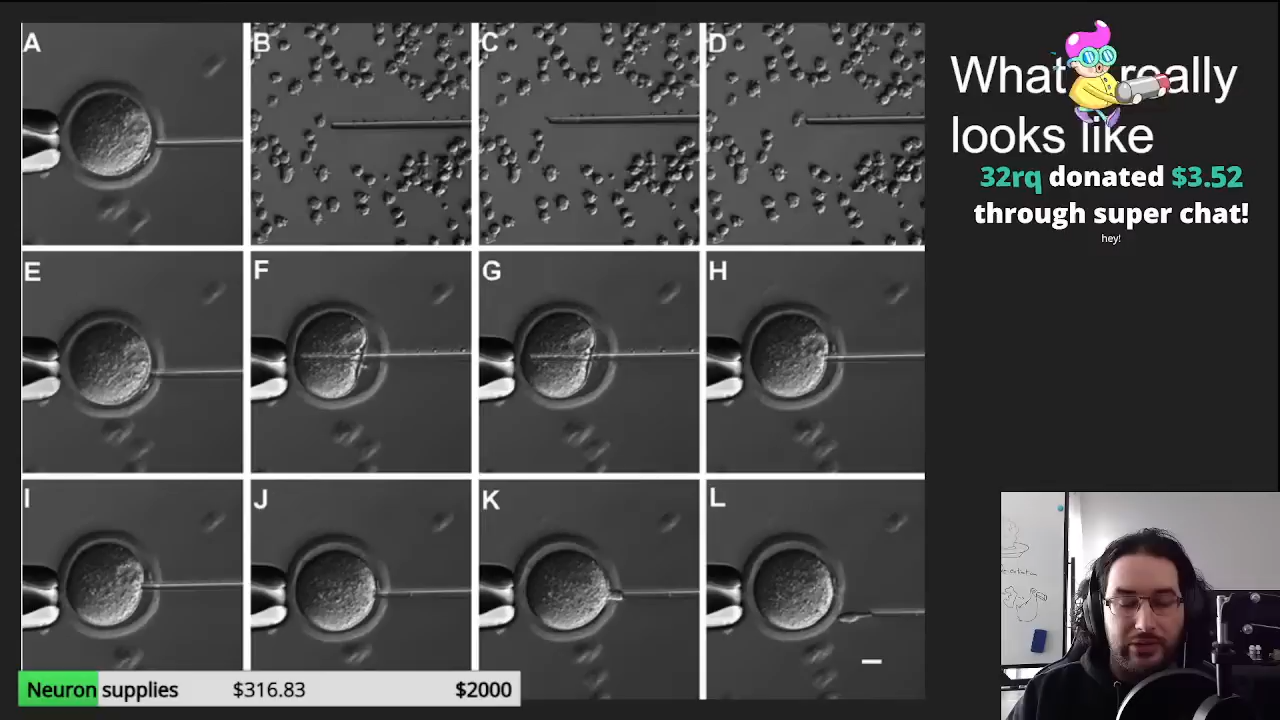 A
B
C
D
E
F
G
H
I
J
K
L
What
really
looks like
32rq donated $3.52
through super chat!
hey!
Neuron supplies $316.83 $2000